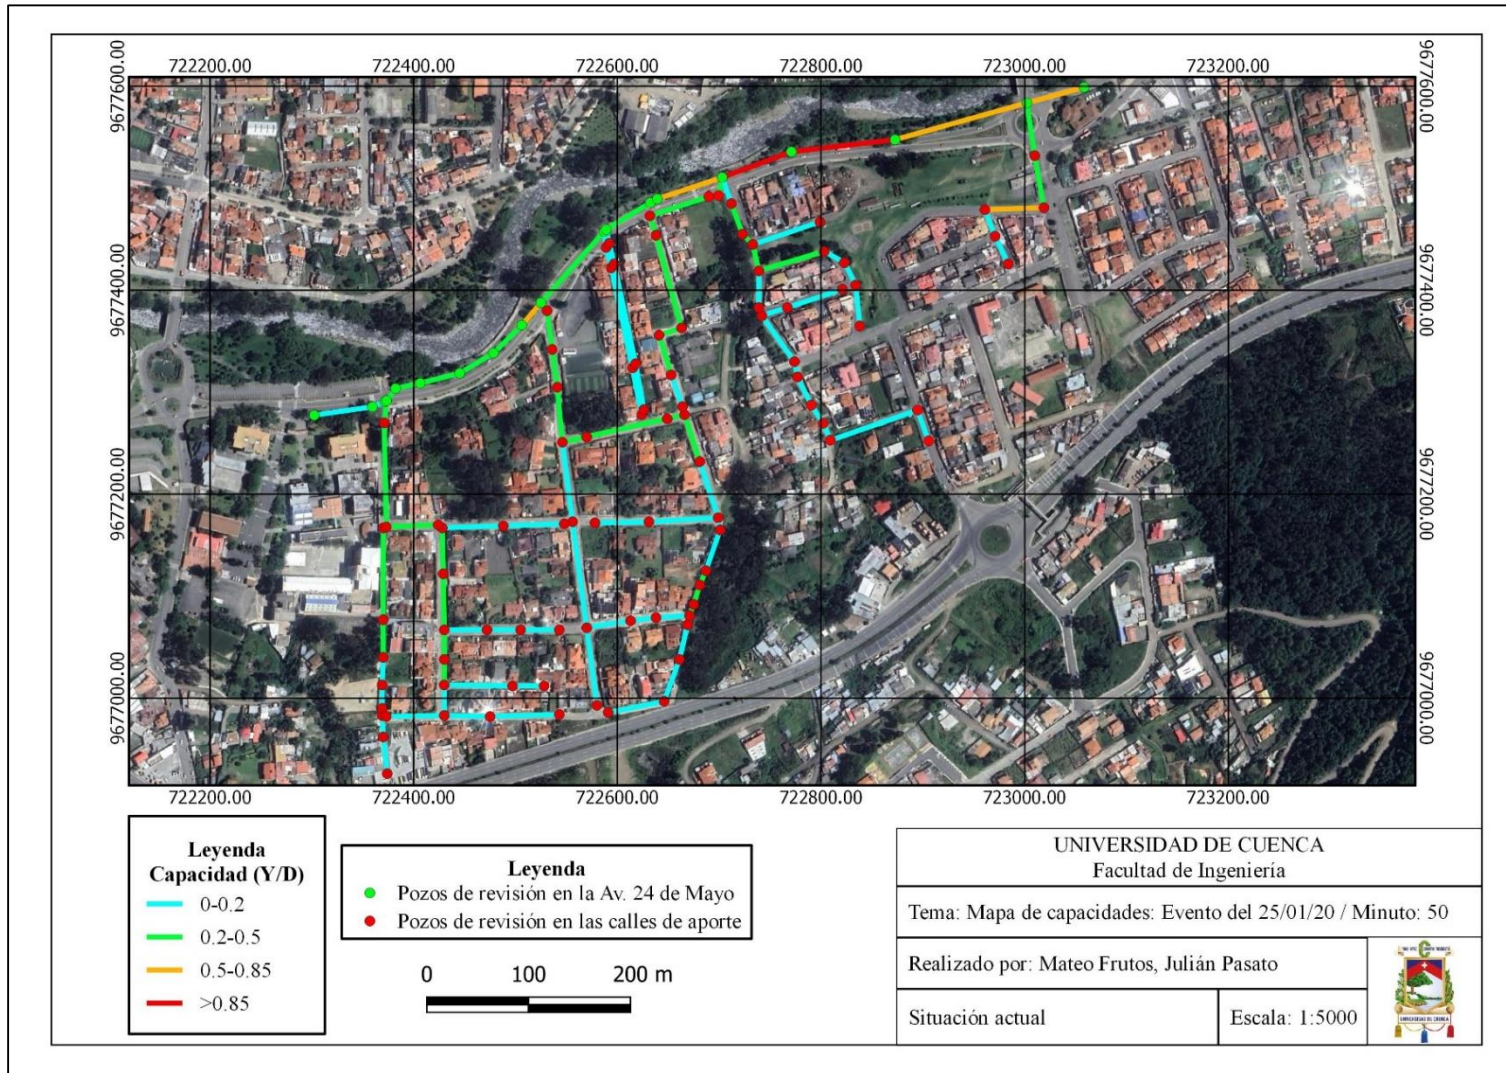 722200.00 722400.00 722600.00 722800.00 723000.00 723200.00
9677600.00
9677400.00
9677200.00
9677000.00
9677600.00
9677400.00
9677200.00
9677000.00
722200.00 722400.00 722600.00 722800.00 723000.00 723200.00
Leyenda
Capacidad (Y/D)
0-0.2
0.2-0.5
0.5-0.85
>0.85
Leyenda
Pozos de revisión en la Av. 24 de Mayo
Pozos de revisión en las calles de aporte
0 100 200 m
UNIVERSIDAD DE CUENCA
Facultad de Ingeniería
Tema: Mapa de capacidades: Evento del 25/01/20 / Minuto: 50
Realizado por: Mateo Frutos, Julián Pasato
Situación actual
Escala: 1:5000
UNIVERSIDAD DE CUENCA